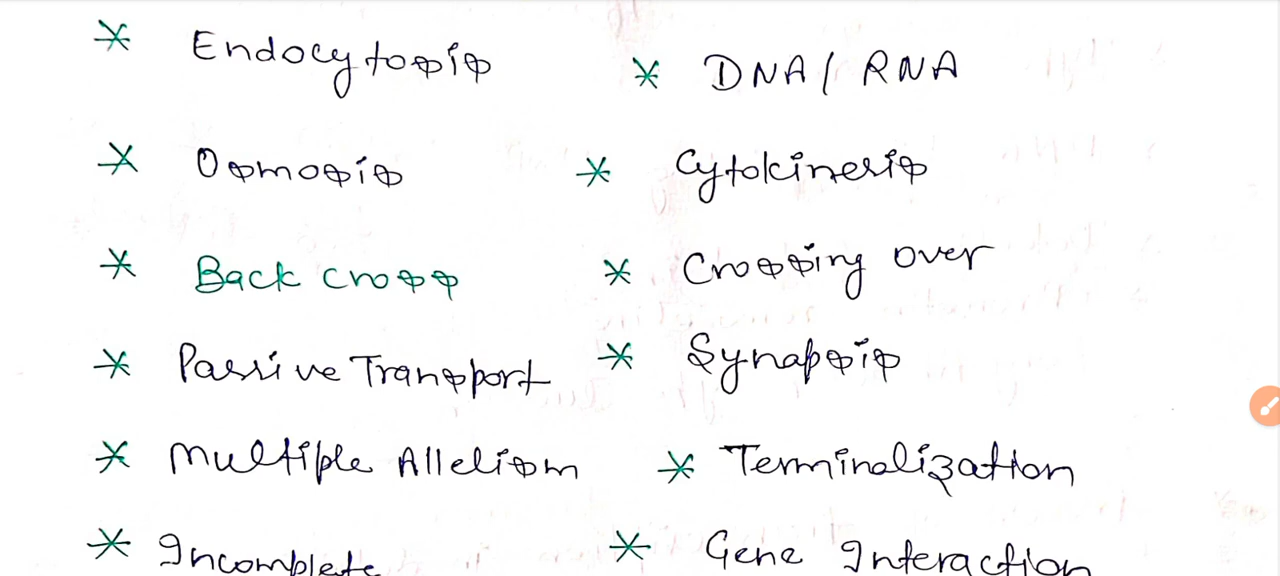 * Endocytosis
* DNA/RNA
* Osmosis
* Cytokinesis
* Back cross
* Crossing over
* Passive Transport
* Synapsis
* Multiple Allelism
* Terminalization
* Incomplete
* Gene Interaction